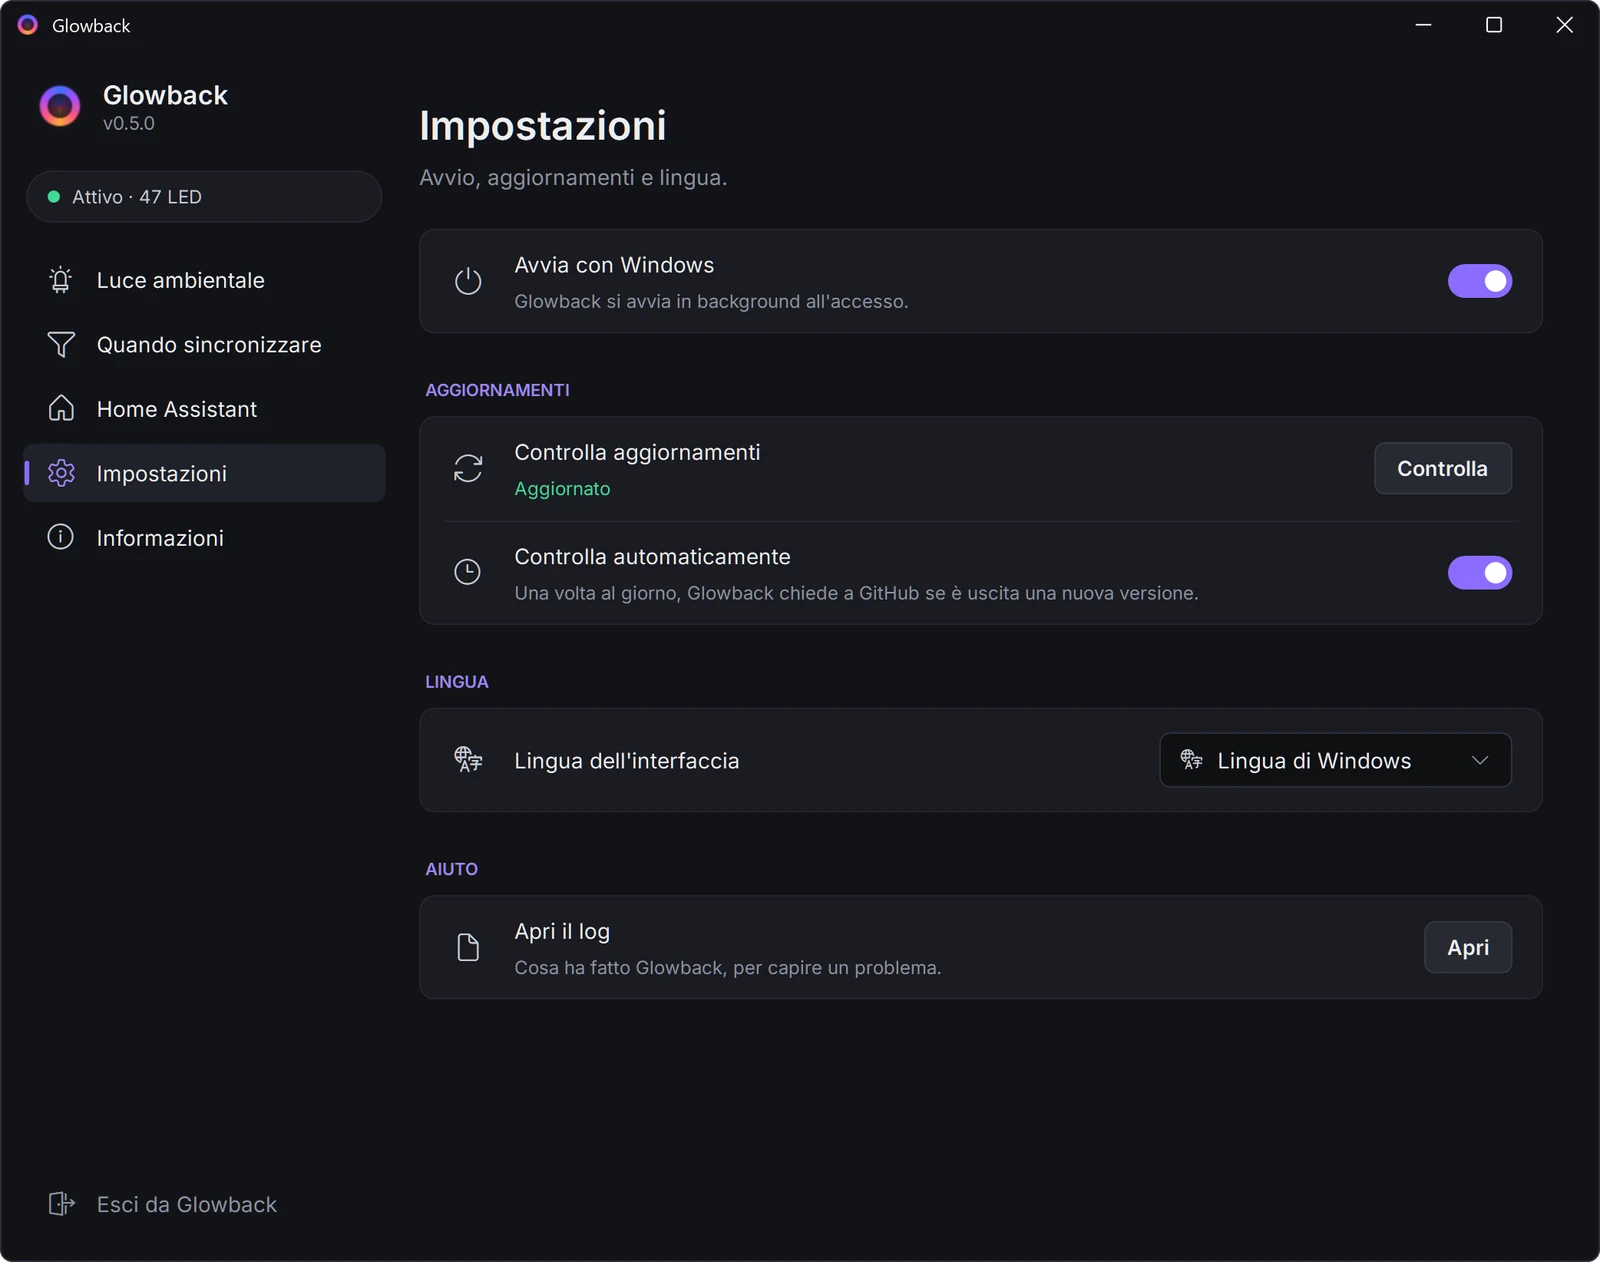 Glowback
Glowback
v0.5.0
Attivo · 47 LED
Luce ambientale
Quando sincronizzare
Home Assistant
Impostazioni
Informazioni
Esci da Glowback
Impostazioni
Avvio, aggiornamenti e lingua.
Avvia con Windows
Glowback si avvia in background all'accesso.
AGGIORNAMENTI
Controlla aggiornamenti
Aggiornato
Controlla
Controlla automaticamente
Una volta al giorno, Glowback chiede a GitHub se è uscita una nuova versione.
LINGUA
Lingua dell'interfaccia
Lingua di Windows
AIUTO
Apri il log
Cosa ha fatto Glowback, per capire un problema.
Apri